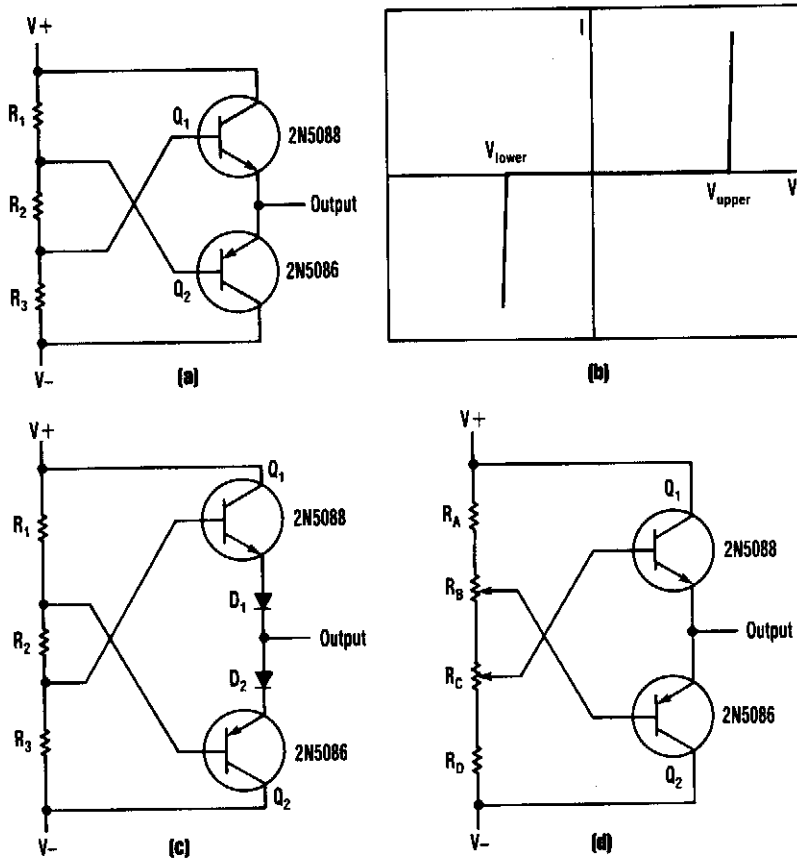 V+
R1
Q1
2N5088
R2
Output
R3
Q2
2N5086
V-
(a)
I
Vlower
Vupper
V
(b)
V+
Q1
R1
2N5088
D1
R2
Output
D2
R3
2N5086
Q2
V-
(c)
V+
Q1
RA
2N5088
RB
Output
RC
2N5086
RD
Q2
V-
(d)